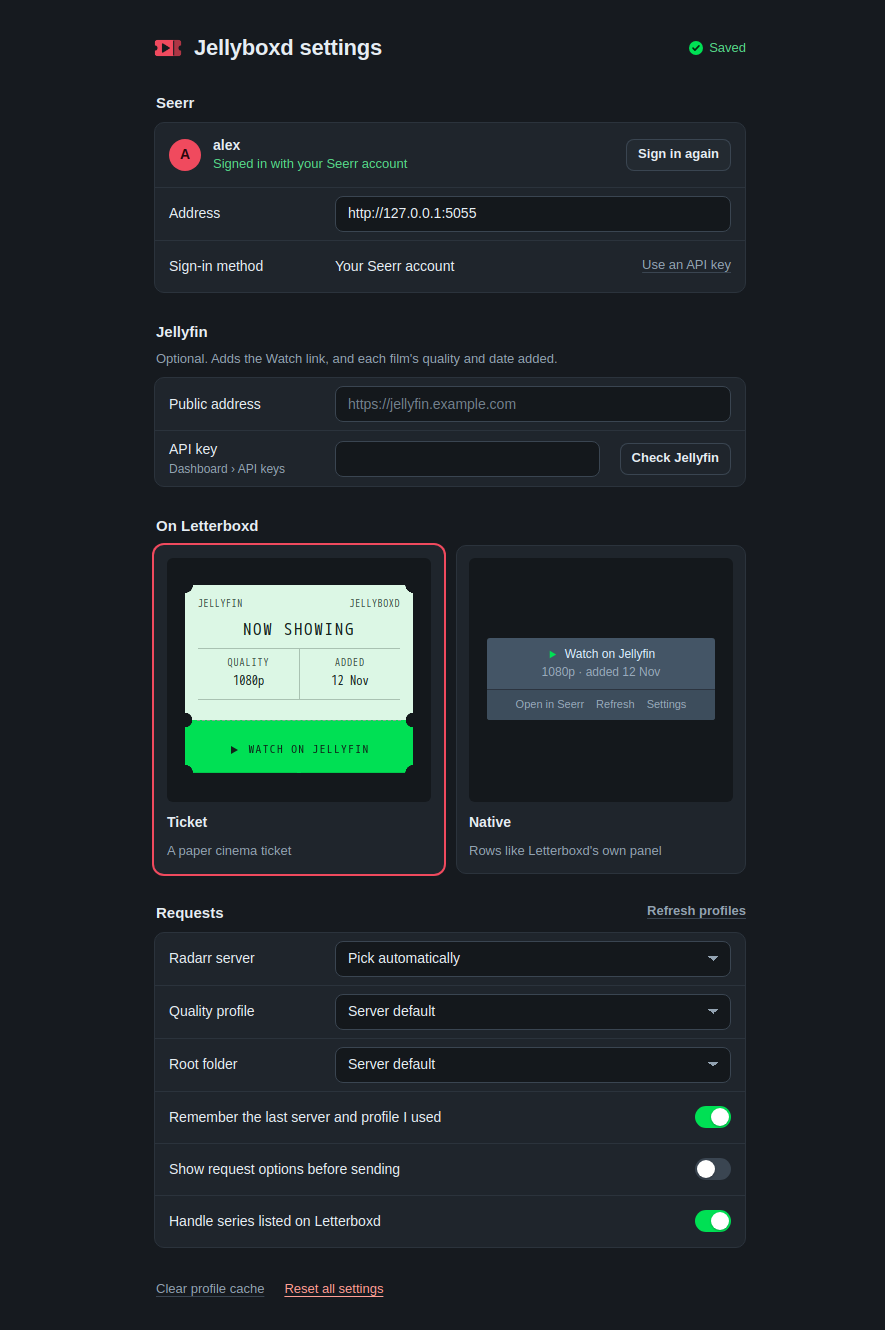 Jellyboxd settings
Saved
Seerr
A
alex
Signed in with your Seerr account
Sign in again
Address
http://127.0.0.1:5055
Sign-in method
Your Seerr account
Use an API key
Jellyfin
Optional. Adds the Watch link, and each film's quality and date added.
Public address
https://jellyfin.example.com
API key
Dashboard › API keys
Check Jellyfin
On Letterboxd
JELLYFIN
JELLYBOXD
NOW SHOWING
QUALITY
ADDED
1080p
12 Nov
▶ WATCH ON JELLYFIN
Ticket
A paper cinema ticket
▶ Watch on Jellyfin
1080p · added 12 Nov
Open in Seerr
Refresh
Settings
Native
Rows like Letterboxd's own panel
Requests
Refresh profiles
Radarr server
Pick automatically
Quality profile
Server default
Root folder
Server default
Remember the last server and profile I used
Show request options before sending
Handle series listed on Letterboxd
Clear profile cache
Reset all settings